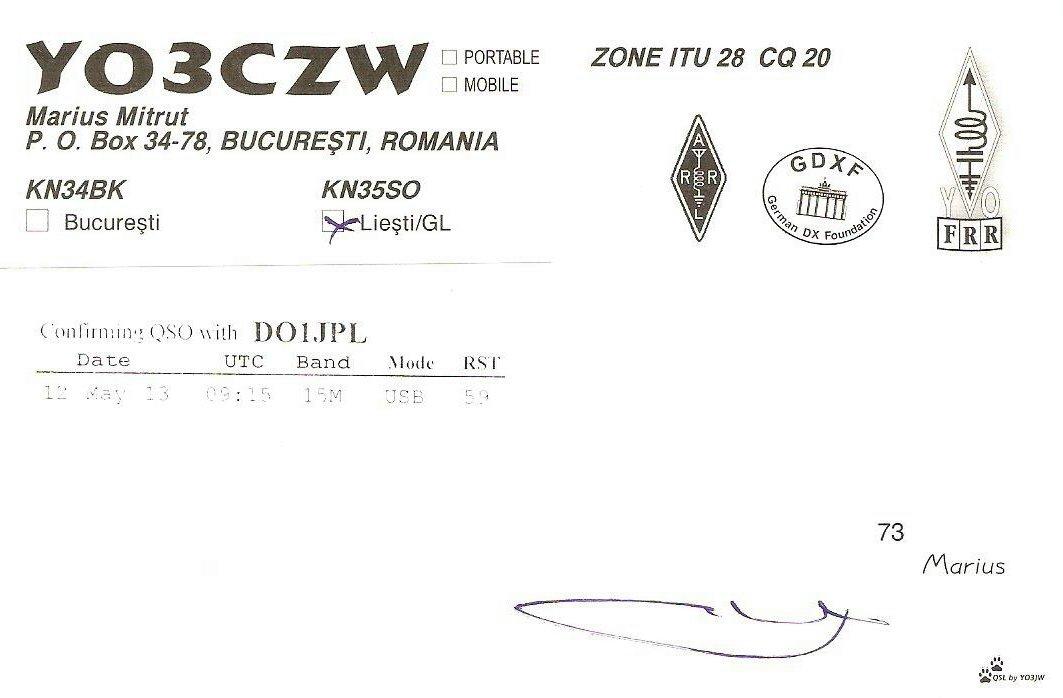 YO3CZW
PORTABLE
MOBILE
ZONE ITU 28 CQ 20
Marius Mitrut
P. O. Box 34-78, BUCUREŞTI, ROMANIA
KN34BK KN35SO
Bucureşti Lieşti/GL
A
R R
L
GDXF
German DX Foundation
YO
FRR
Confirming QSO with DO1JPL
Date UTC Band Mode RST
12 May 13 09:15 15M USB 59
73
Marius
QSL by YO3JW